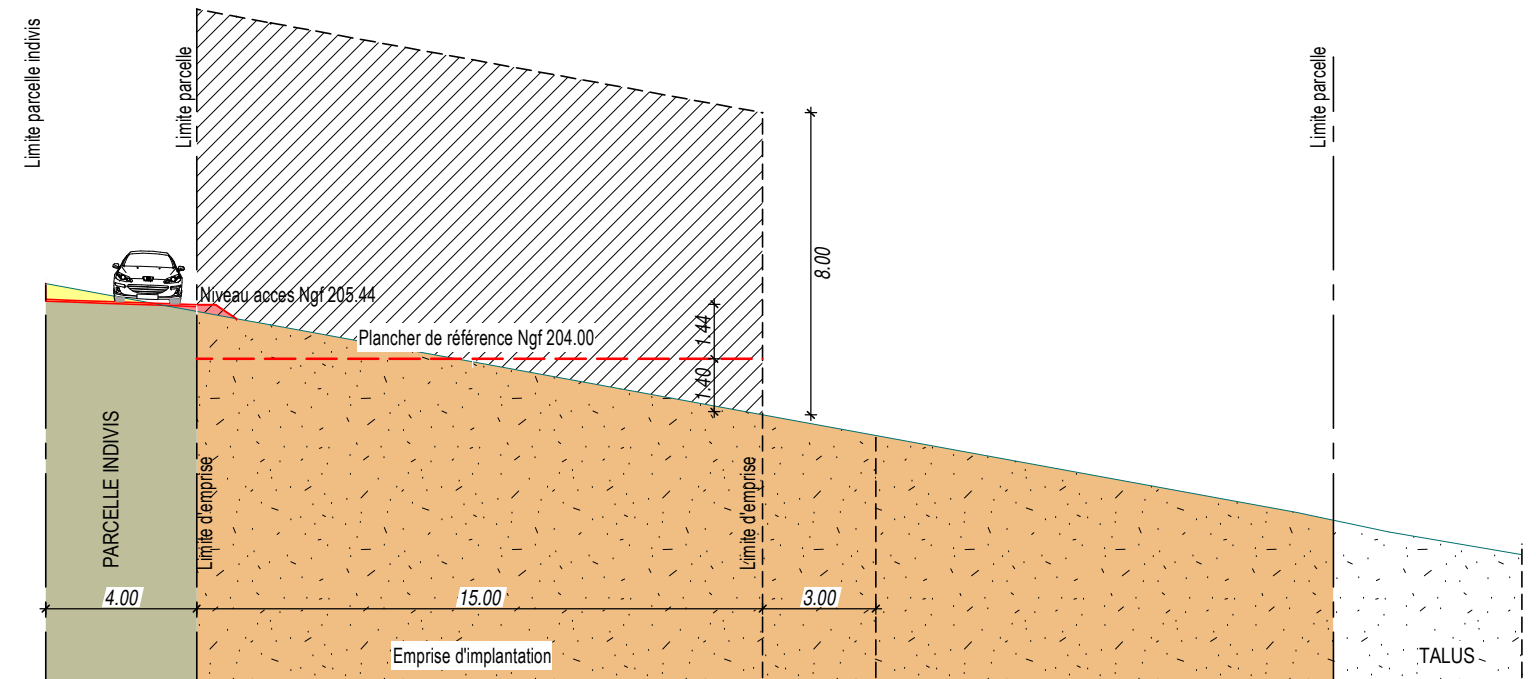 Limite parcelle indivis
Limite parcelle
Limite parcelle
8.00
Niveau acces Ngf 205.44
Plancher de référence Ngf 204.00
1.44
1.40
PARCELLE INDIVIS
Limite d'emprise
Limite d'emprise
4.00
15.00
3.00
Emprise d'implantation
TALUS